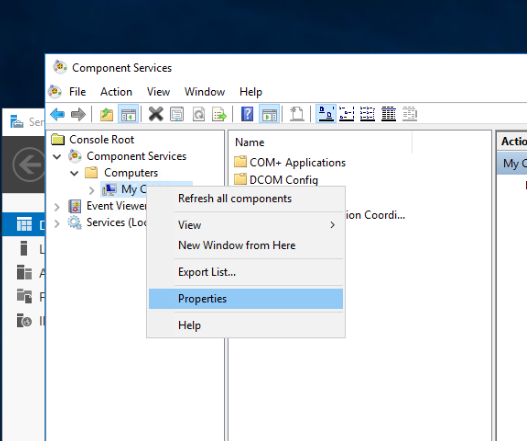 Component Services
File Action View Window Help
Ser
Console Root
Component Services
Computers
My C
Event Viewer
Services (Loc
Name
COM+ Applications
DCOM Config
ion Coordi...
Actio
My C
Refresh all components
View
New Window from Here
Export List...
Properties
Help
D
L
A
F
II